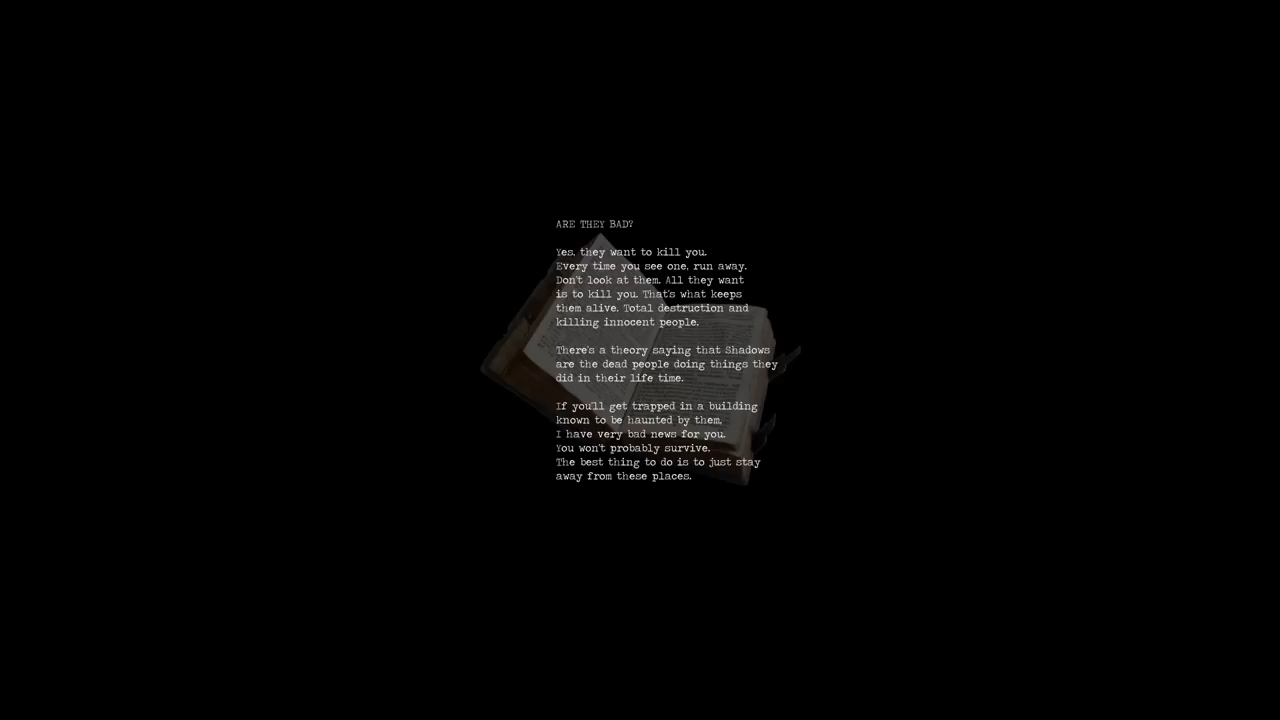 ARE THEY BAD?
Yes, they want to kill you.
Every time you see one, run away.
Don't look at them. All they want
is to kill you. That's what keeps
them alive. Total destruction and
killing innocent people.
There's a theory saying that Shadows
are the dead people doing things they
did in their life time.
If you'll get trapped in a building
known to be haunted by them,
I have very bad news for you.
You won't probably survive.
The best thing to do is to just stay
away from these places.